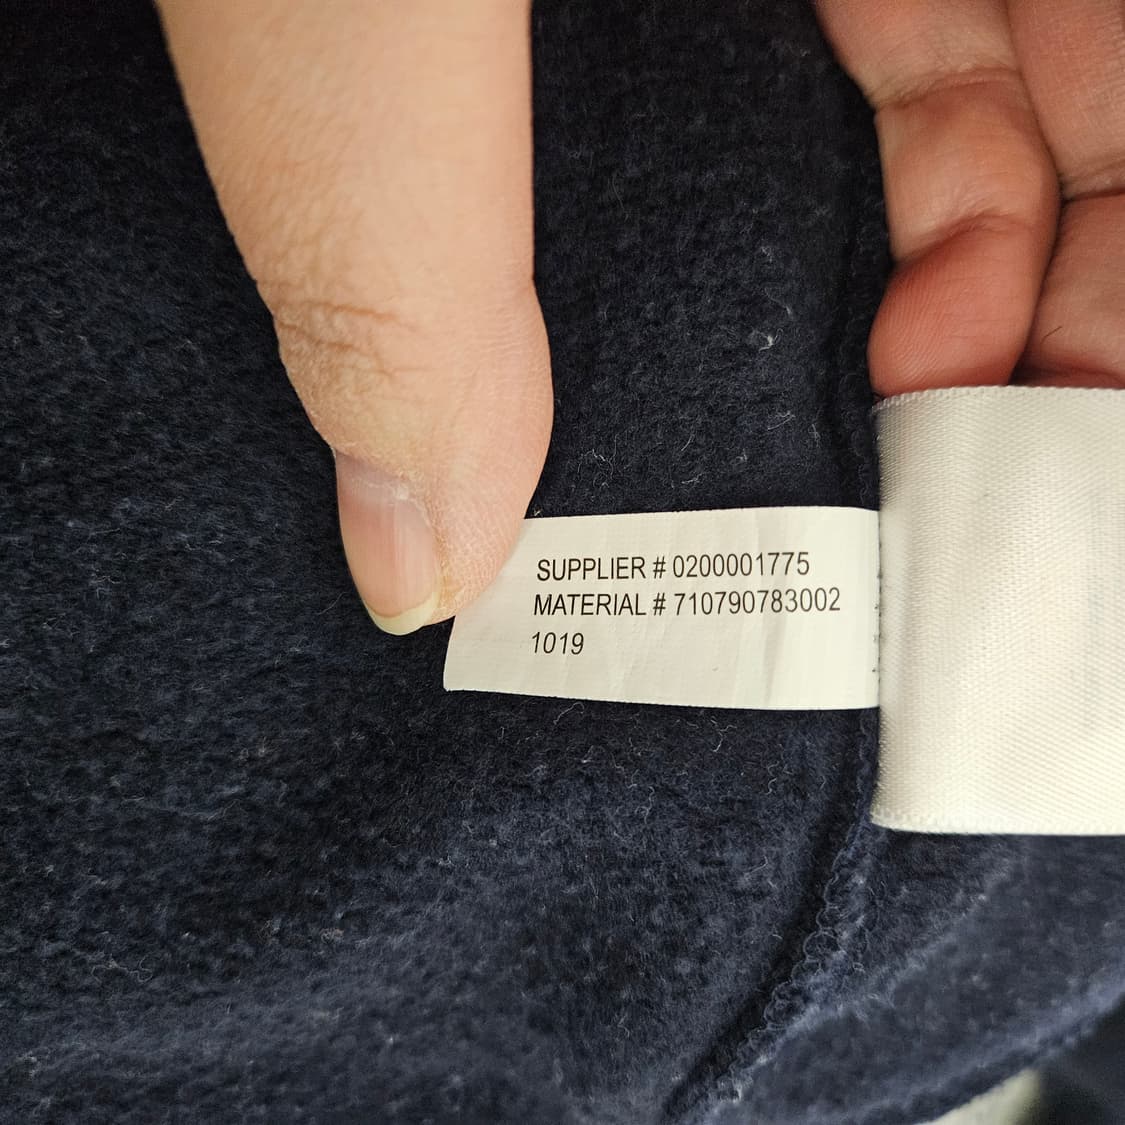 SUPPLIER # 0200001775
MATERIAL # 710790783002
1019